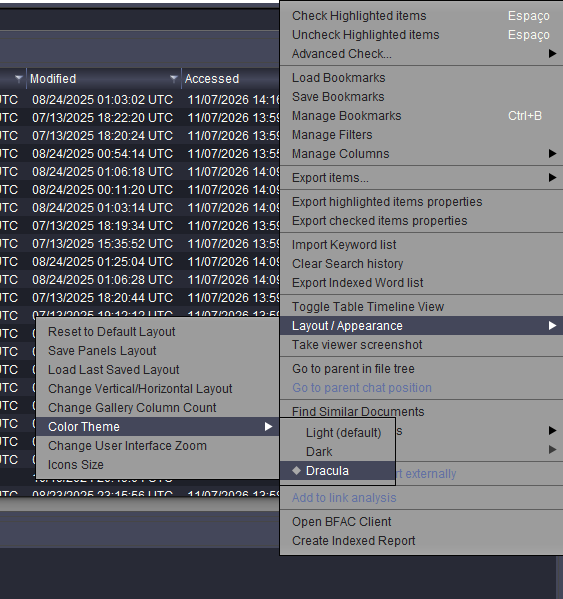 Check Highlighted items Espaço
Uncheck Highlighted items Espaço
Advanced Check...
Load Bookmarks
Save Bookmarks
Manage Bookmarks Ctrl+B
Manage Filters
Manage Columns
Export items...
Export highlighted items properties
Export checked items properties
Import Keyword list
Clear Search history
Export Indexed Word list
Toggle Table Timeline View
Layout / Appearance
Take viewer screenshot
Go to parent in file tree
Go to parent chat position
Find Similar Documents
Add to link analysis
Open BFAC Client
Create Indexed Report
Modified Accessed
UTC 08/24/2025 01:03:02 UTC 11/07/2026 14:16
UTC 07/13/2025 18:22:20 UTC 11/07/2026 13:59
UTC 07/13/2025 18:20:24 UTC 11/07/2026 13:59
UTC 08/24/2025 00:54:14 UTC 11/07/2026 13:55
UTC 08/24/2025 01:06:18 UTC 11/07/2026 14:09
UTC 08/24/2025 00:11:20 UTC 11/07/2026 14:09
UTC 08/24/2025 01:03:14 UTC 11/07/2026 14:09
UTC 07/13/2025 18:19:34 UTC 11/07/2026 13:59
UTC 07/13/2025 15:35:52 UTC 11/07/2026 13:59
UTC 08/24/2025 01:25:04 UTC 11/07/2026 14:09
UTC 08/24/2025 01:06:28 UTC 11/07/2026 14:09
UTC 07/13/2025 18:20:44 UTC 11/07/2026 13:59
Reset to Default Layout
Save Panels Layout
Load Last Saved Layout
Change Vertical/Horizontal Layout
Change Gallery Column Count
Color Theme
Change User Interface Zoom
Icons Size
Light (default)
Dark
Dracula
externally
UTC 08/23/2025 23:15:56 UTC 11/07/2026 13:59